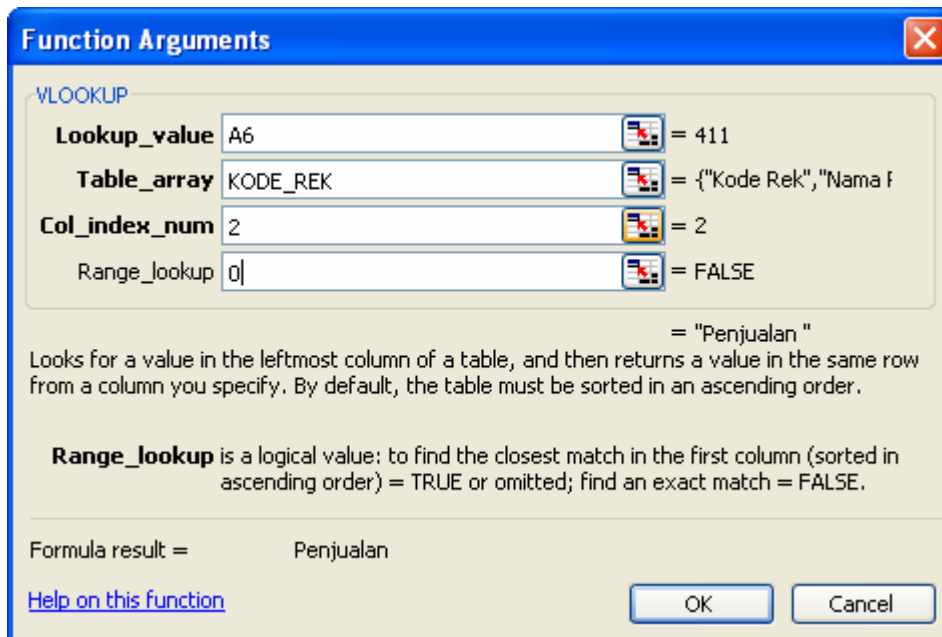 Function Arguments
VLOOKUP
Lookup_value A6 = 411
Table_array KODE_REK = {"Kode Rek","Nama F
Col_index_num 2 = 2
Range_lookup 0 = FALSE
= "Penjualan "
Looks for a value in the leftmost column of a table, and then returns a value in the same row
from a column you specify. By default, the table must be sorted in an ascending order.
Range_lookup is a logical value: to find the closest match in the first column (sorted in
ascending order) = TRUE or omitted; find an exact match = FALSE.
Formula result = Penjualan
Help on this function OK Cancel